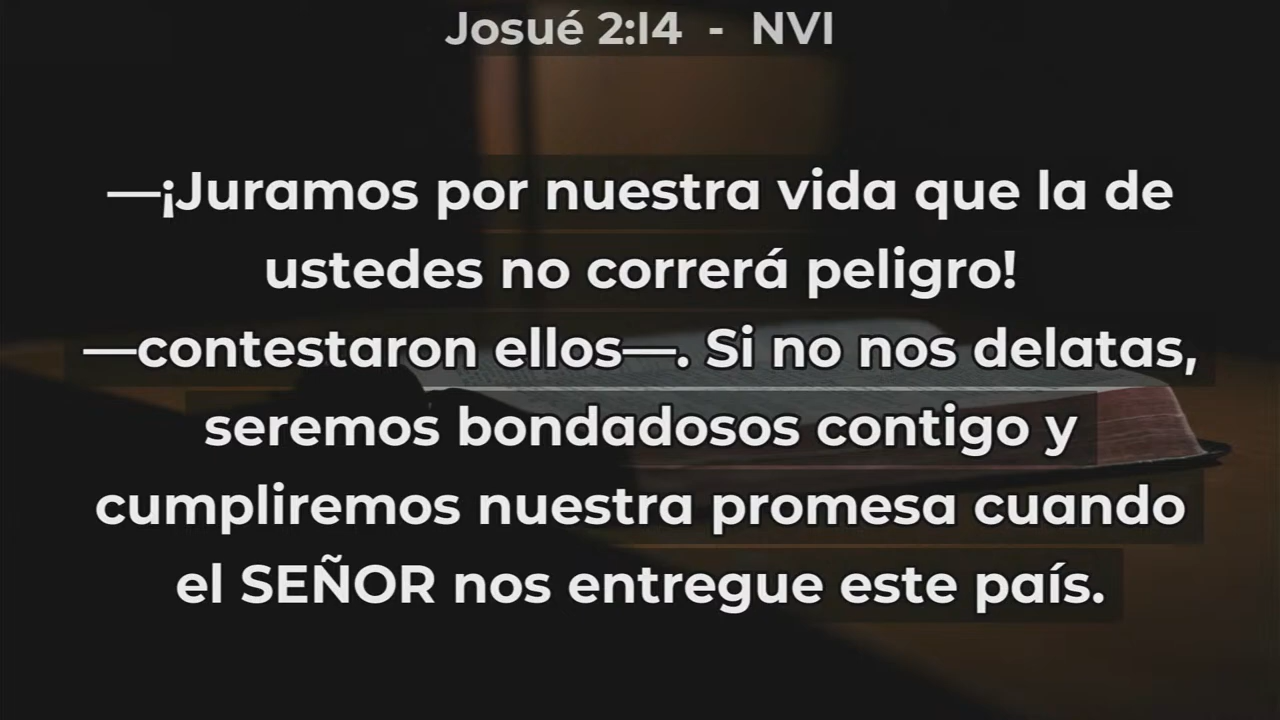 Josué 2:14 - NVI
—¡Juramos por nuestra vida que la de
ustedes no correrá peligro!
—contestaron ellos—. Si no nos delatas,
seremos bondadosos contigo y
cumpliremos nuestra promesa cuando
el SEÑOR nos entregue este país.